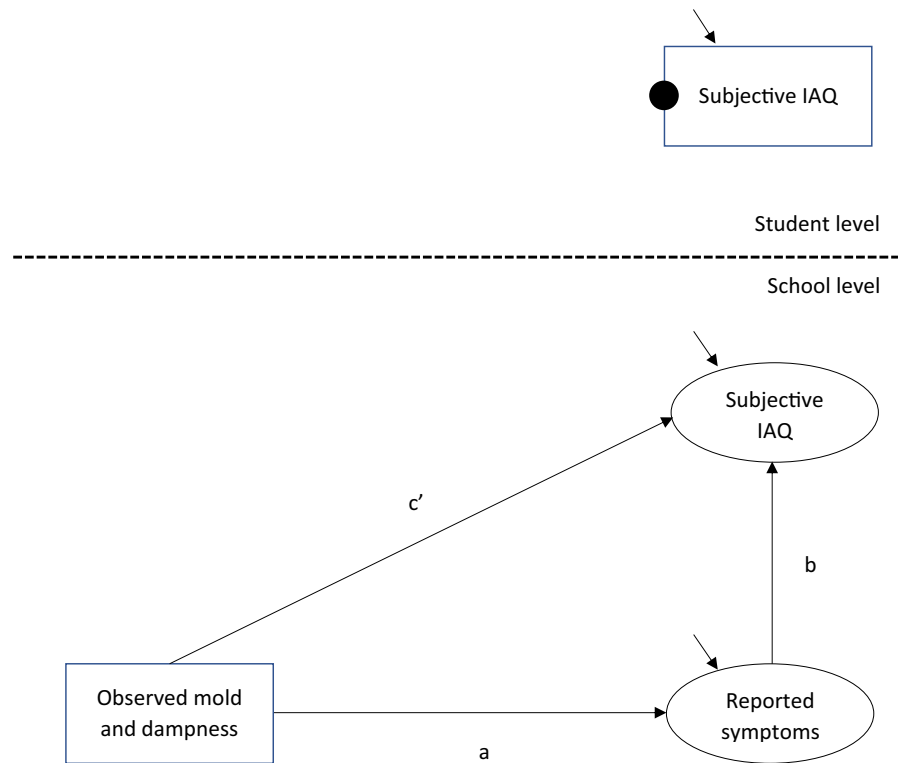 Subjective IAQ
Student level
School level
Subjective
IAQ
c’
b
Observed mold
and dampness
Reported
symptoms
a